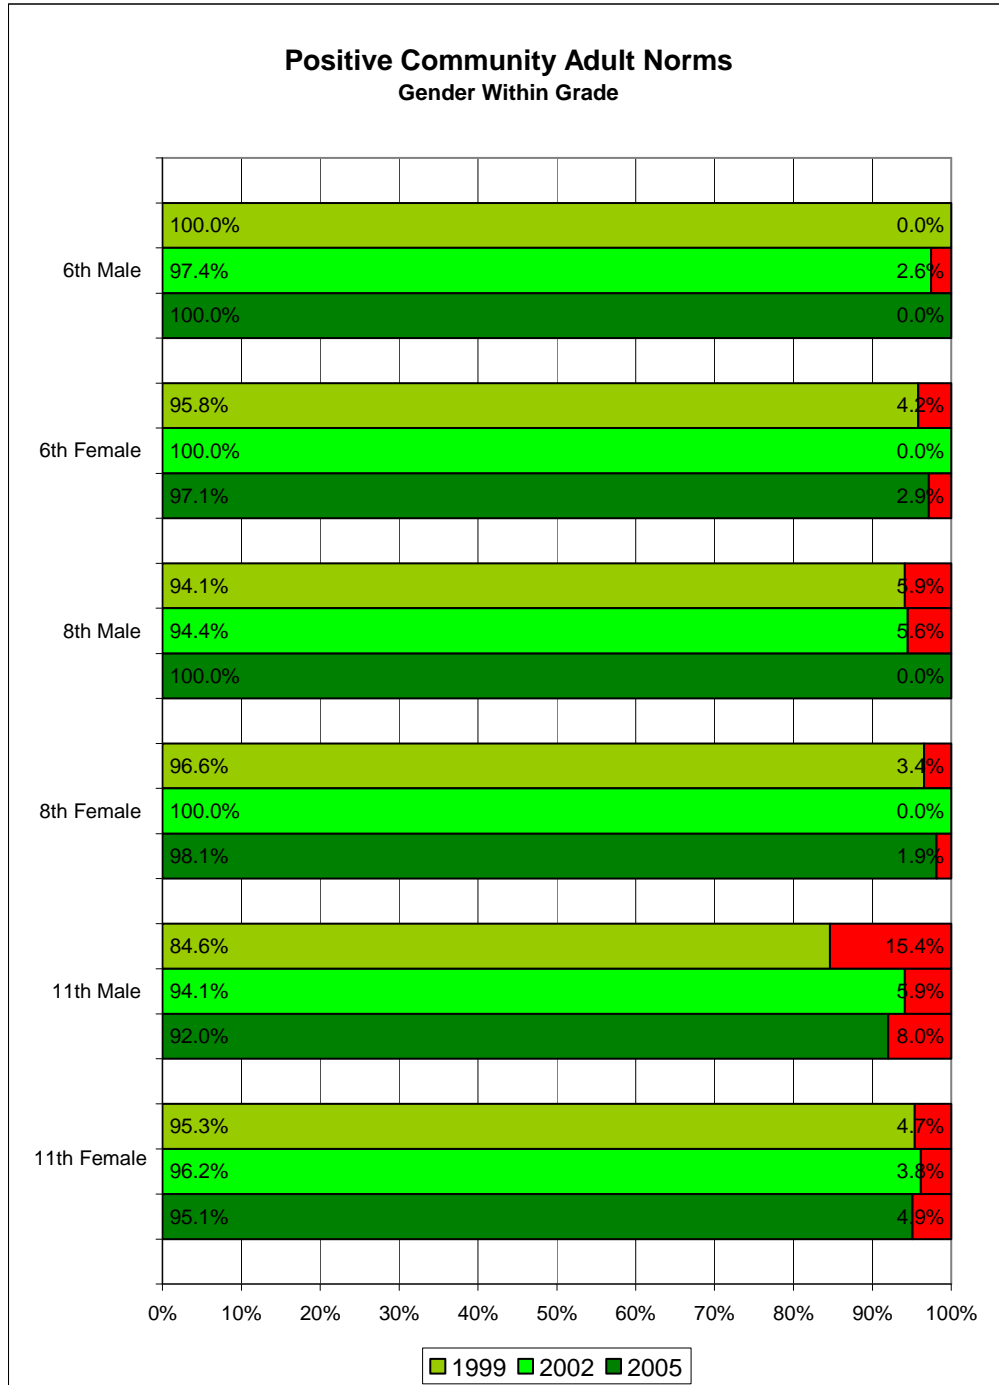 Positive Community Adult Norms
Gender Within Grade
100.0% 0.0%
6th Male 97.4% 2.6%
100.0% 0.0%
95.8% 4.2%
6th Female 100.0% 0.0%
97.1% 2.9%
94.1% 5.9%
8th Male 94.4% 5.6%
100.0% 0.0%
96.6% 3.4%
8th Female 100.0% 0.0%
98.1% 1.9%
84.6% 15.4%
11th Male 94.1% 5.9%
92.0% 8.0%
95.3% 4.7%
11th Female 96.2% 3.8%
95.1% 4.9%
0% 10% 20% 30% 40% 50% 60% 70% 80% 90% 100%
1999 2002 2005